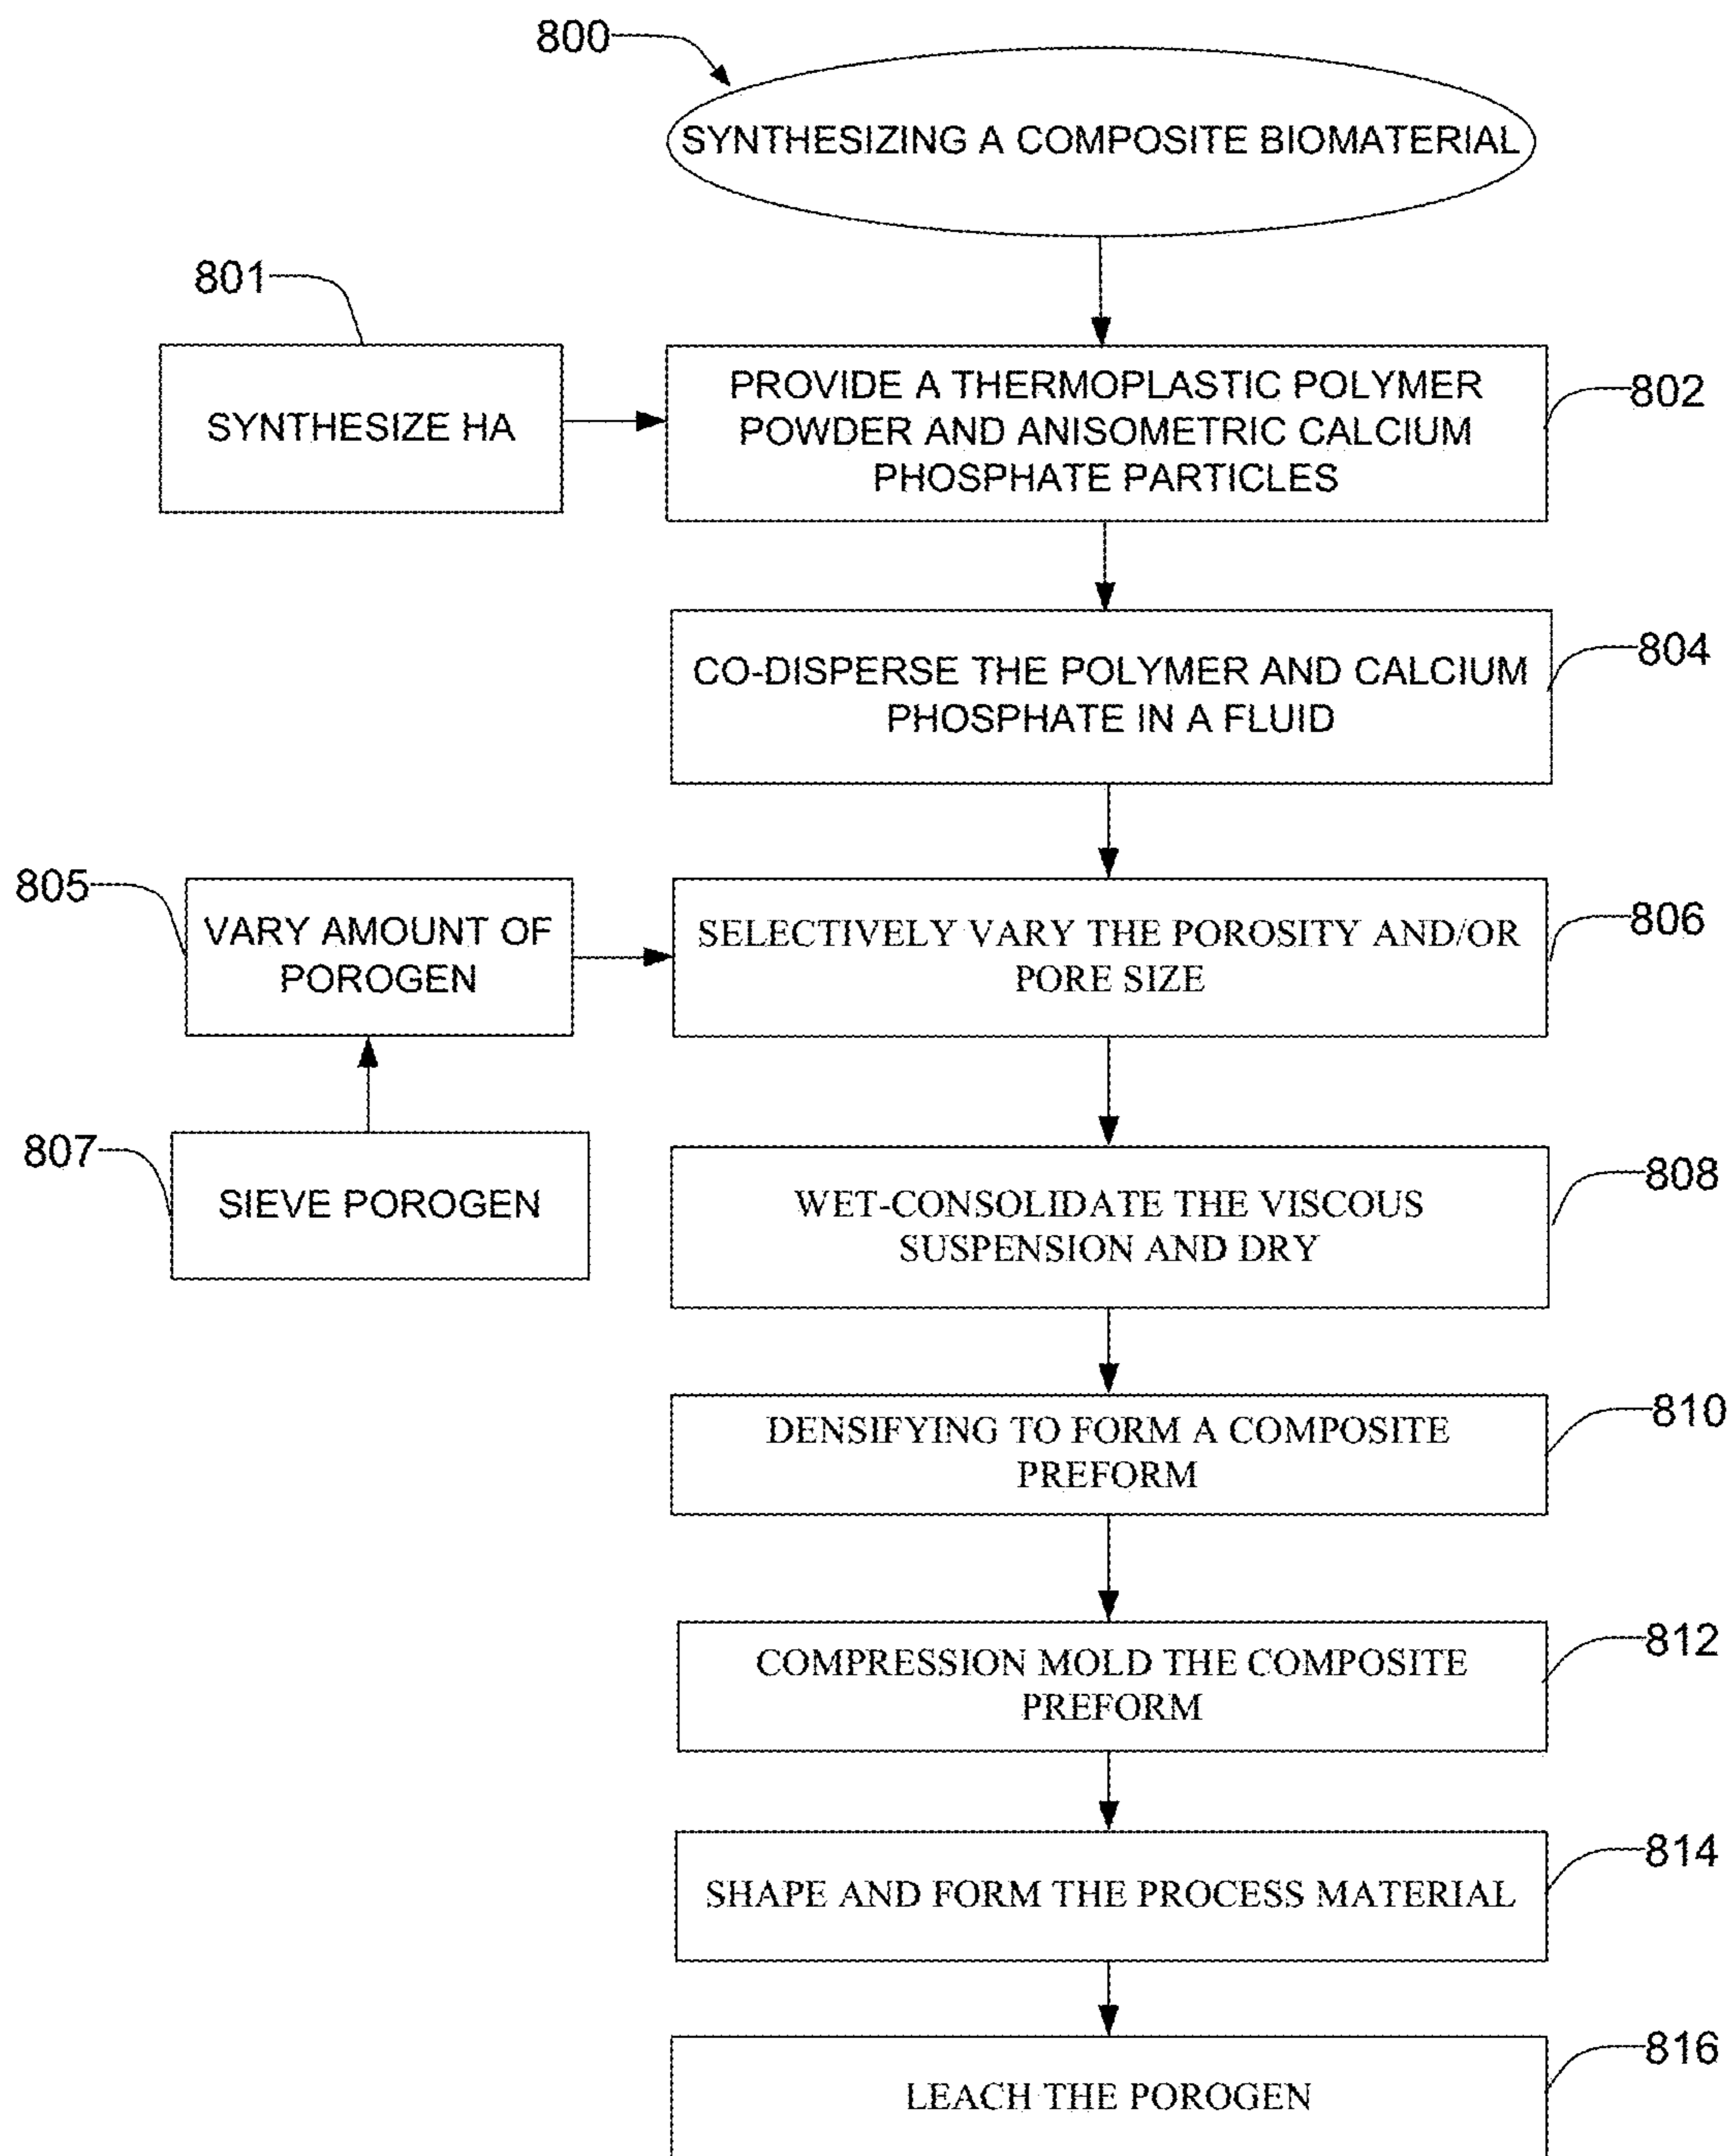 800
SYNTHESIZING A COMPOSITE BIOMATERIAL
801
SYNTHESIZE HA
PROVIDE A THERMOPLASTIC POLYMER
POWDER AND ANISOMETRIC CALCIUM
PHOSPHATE PARTICLES
802
CO-DISPERSE THE POLYMER AND CALCIUM
PHOSPHATE IN A FLUID
804
805
VARY AMOUNT OF
POROGEN
SELECTIVELY VARY THE POROSITY AND/OR
PORE SIZE
806
807
SIEVE POROGEN
WET-CONSOLIDATE THE VISCOUS
SUSPENSION AND DRY
808
DENSIFYING TO FORM A COMPOSITE
PREFORM
810
COMPRESSION MOLD THE COMPOSITE
PREFORM
812
SHAPE AND FORM THE PROCESS MATERIAL
814
LEACH THE POROGEN
816